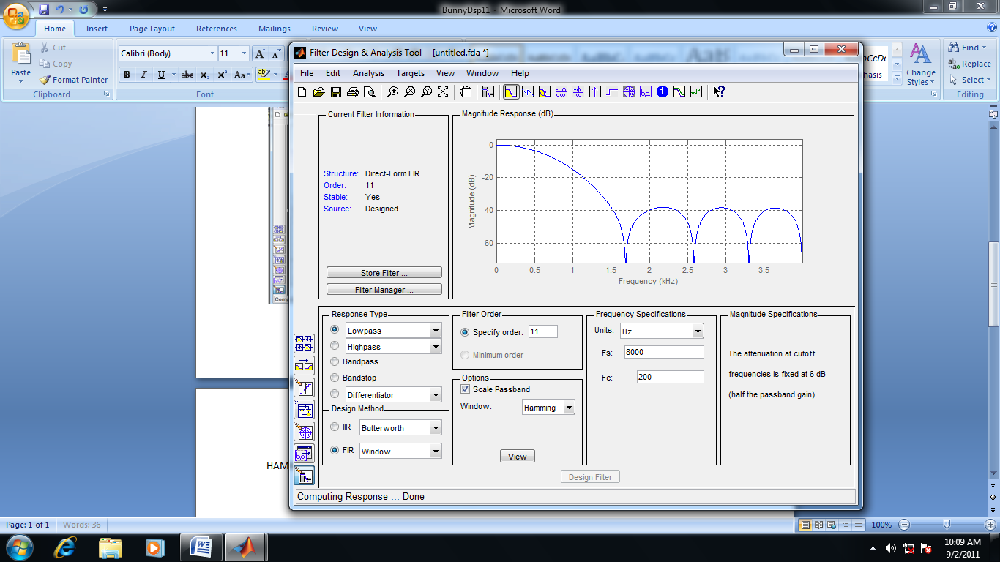 BunnyDsp11 - Microsoft Word
Home Insert Page Layout References Mailings Review View
Paste
Cut
Copy
Format Painter
Clipboard
Calibri (Body) 11
B I U abc X₂ X² Aa
ab
Font
Change Styles
Find
Replace
Select
Editing
Filter Design & Analysis Tool - [untitled.fda *]
File Edit Analysis Targets View Window Help
Current Filter Information
Structure: Direct-Form FIR
Order: 11
Stable: Yes
Source: Designed
Store Filter ...
Filter Manager ...
Magnitude Response (dB)
Magnitude (dB)
0
-20
-40
-60
0 0.5 1 1.5 2 2.5 3 3.5
Frequency (kHz)
Response Type
Lowpass
Highpass
Bandpass
Bandstop
Differentiator
Design Method
IIR Butterworth
FIR Window
Filter Order
Specify order: 11
Minimum order
Options
Scale Passband
Window: Hamming
View
Frequency Specifications
Units: Hz
Fs: 8000
Fc: 200
Magnitude Specifications
The attenuation at cutoff
frequencies is fixed at 6 dB
(half the passband gain)
Design Filter
Computing Response ... Done
HAM
Page: 1 of 1 Words: 36
100%
10:09 AM
9/2/2011